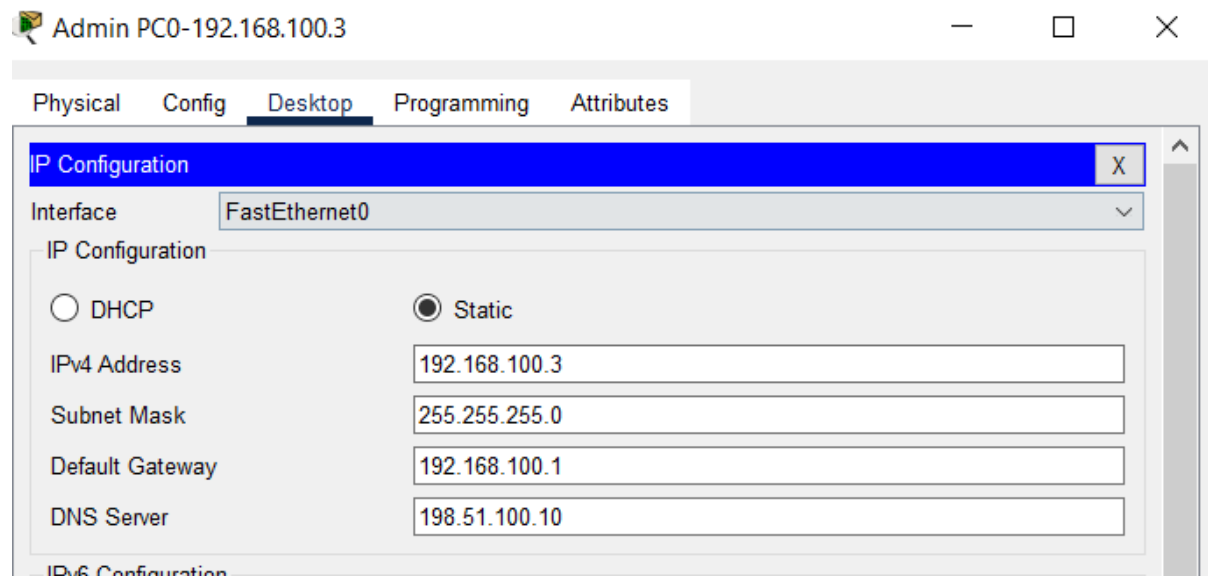 Admin PC0-192.168.100.3
Physical Config Desktop Programming Attributes
IP Configuration X
Interface FastEthernet0
IP Configuration
DHCP Static
IPv4 Address 192.168.100.3
Subnet Mask 255.255.255.0
Default Gateway 192.168.100.1
DNS Server 198.51.100.10
IPv6 Configuration